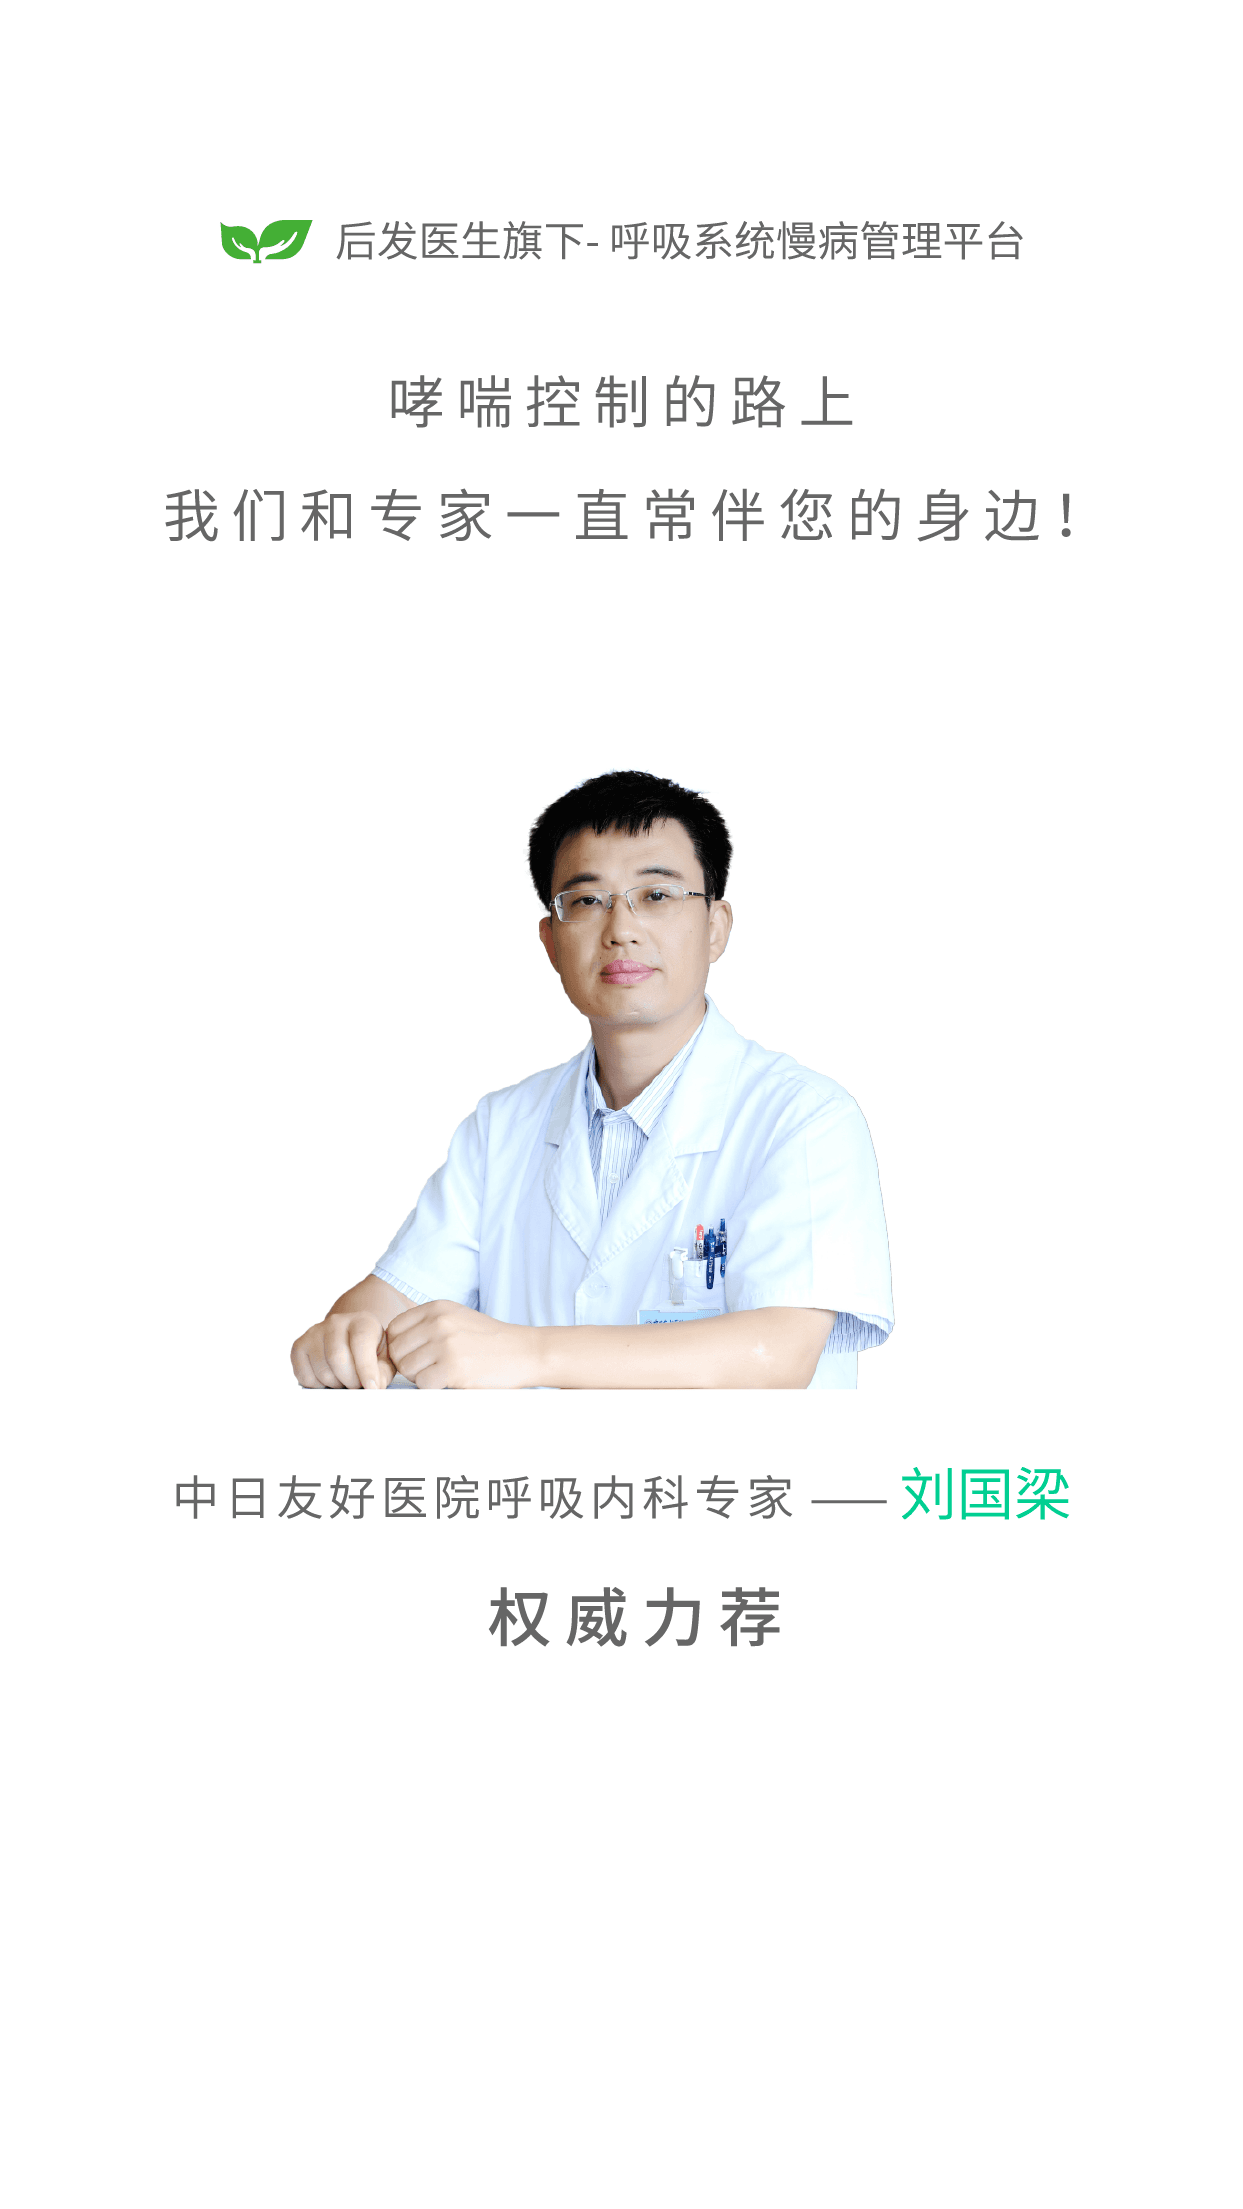 后发医生旗下- 呼吸系统慢病管理平台
哮喘控制的路上
我们和专家一直常伴您的身边！
中日友好医院呼吸内科专家 —— 刘国梁
权威力荐